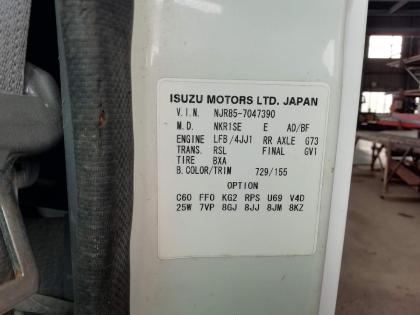 ISUZU MOTORS LTD. JAPAN
V.I.N. NJR85-7047390
M.D. NKR1SE E AD/BF
ENGINE LFB/4JJ1 RR AXLE G73
TRANS. RSL FINAL GV1
TIRE BXA
B.COLOR/TRIM 729/155
OPTION
C60 FF0 KG2 RPS U69 V4D
25W 7VP 8GJ 8JJ 8JM 8KZ